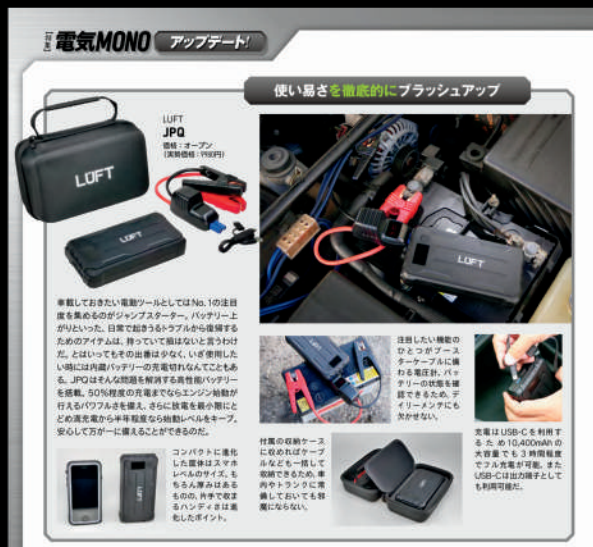 【特集】電気MONO アップデート!
使い易さを徹底的にブラッシュアップ
LUFT
JPQ
価格：オープン
(実勢価格：9980円)
LUFT
LUFT
LUFT
車載しておきたい電動ツールとしてはNo.1の注目
度を集めるのがジャンプスターター。バッテリー上
がりといった、日常で起きうるトラブルから復帰する
ためのアイテムは、持っていて損はないと言うわけ
だ。とはいってもその出番は少なく、いざ使用した
い時には内蔵バッテリーの充電切れなんてこともあ
る。JPQはそんな問題を解消する高性能バッテリー
を搭載。50%程度の充電までならエンジン始動が
行えるパワフルさを備え、さらに放電を最小限にと
どめ満充電から半年程度なら始動レベルをキープ。
安心して万が一に備えることができるのだ。
コンパクトに進化
した筐体はスマホ
レベルのサイズ。も
ちろん厚みはある
ものの、片手で収ま
るハンディさは進
化したポイント。
注目したい機能の
ひとつがブース
ターケーブルに備
わる電圧計。バッ
テリーの状態を確
認できるため、デ
イリーメンテにも
欠かせない。
付属の収納ケース
に収めればケーブ
ルなども一括して
収納できるため、車
内やトランクに常
備しておいても邪
魔にならない。
充電はUSB-Cを利用す
るため10,400mAhの
大容量でも3時間程度
でフル充電が可能。また
USB-Cは出力端子として
も利用可能だ。